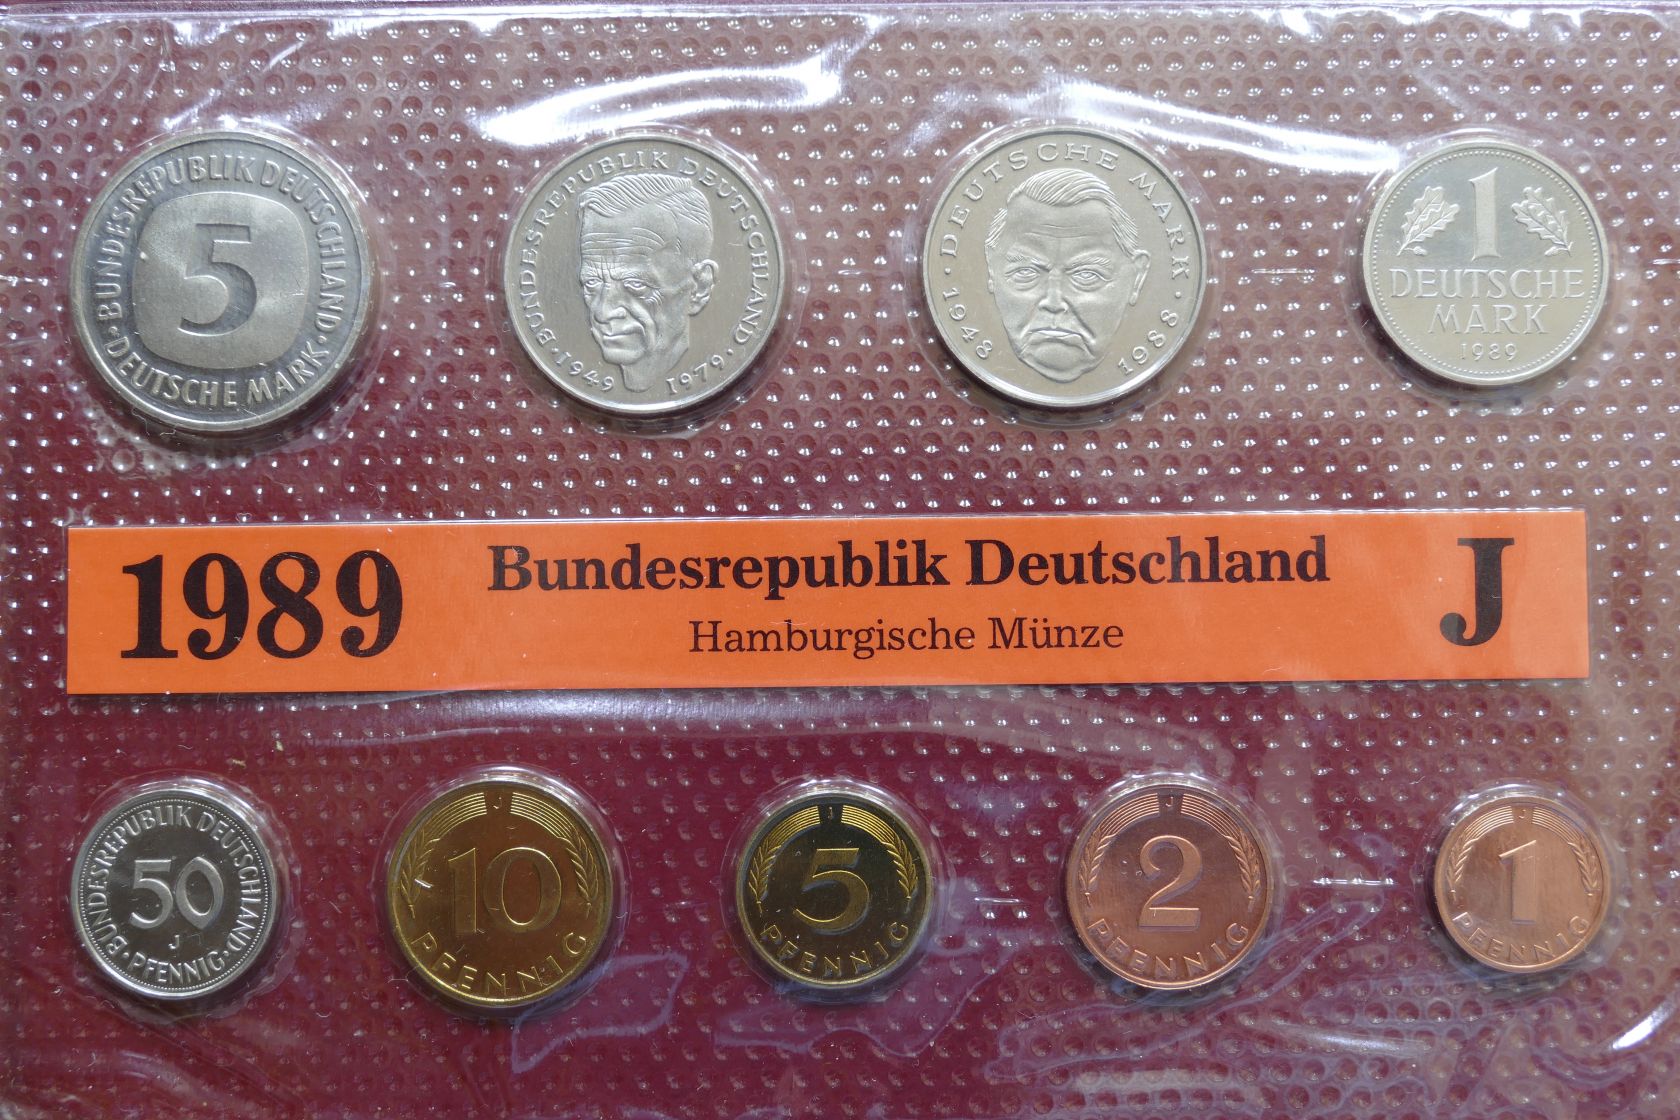 BUNDESREPUBLIK DEUTSCHLAND
5
DEUTSCHE MARK
BUNDESREPUBLIK DEUTSCHLAND
1949 1979
DEUTSCHE MARK
1948 1988
1
DEUTSCHE
MARK
1989
1989 Bundesrepublik Deutschland J
Hamburgische Münze
BUNDESREPUBLIK DEUTSCHLAND
50
J
PFENNIG
J
10
PFENNIG
J
5
PFENNIG
J
2
PFENNIG
J
1
PFENNIG